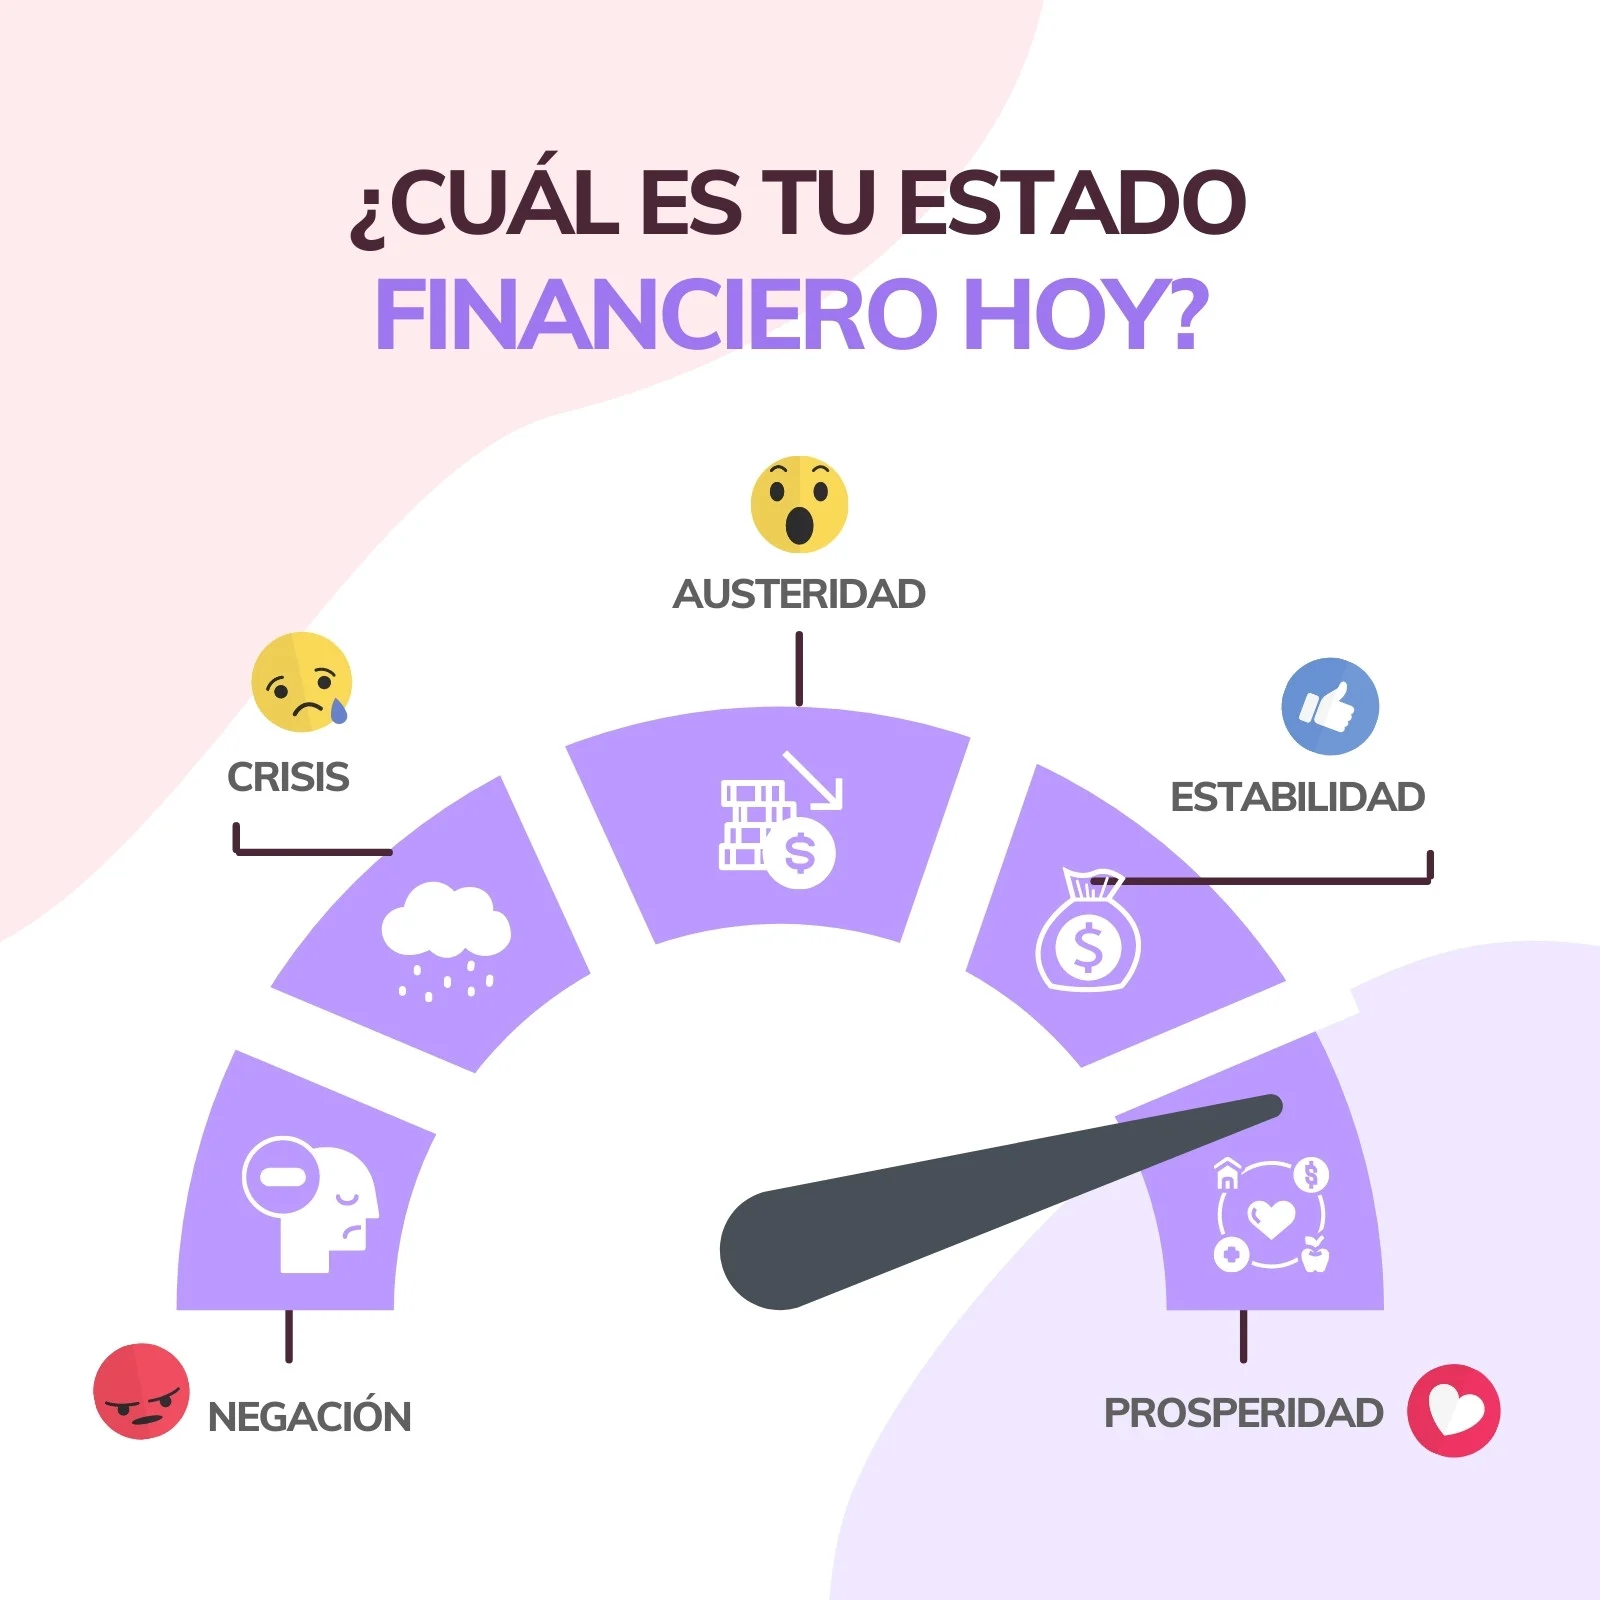 ¿CUÁL ES TU ESTADO
FINANCIERO HOY?
AUSTERIDAD
CRISIS
ESTABILIDAD
$
$
$
NEGACIÓN
PROSPERIDAD